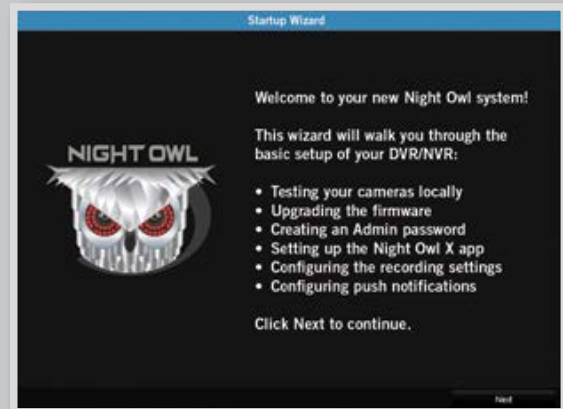 Startup Wizard
NIGHT OWL
Welcome to your new Night Owl system!
This wizard will walk you through the
basic setup of your DVR/NVR:
• Testing your cameras locally
• Upgrading the firmware
• Creating an Admin password
• Setting up the Night Owl X app
• Configuring the recording settings
• Configuring push notifications
Click Next to continue.
Next